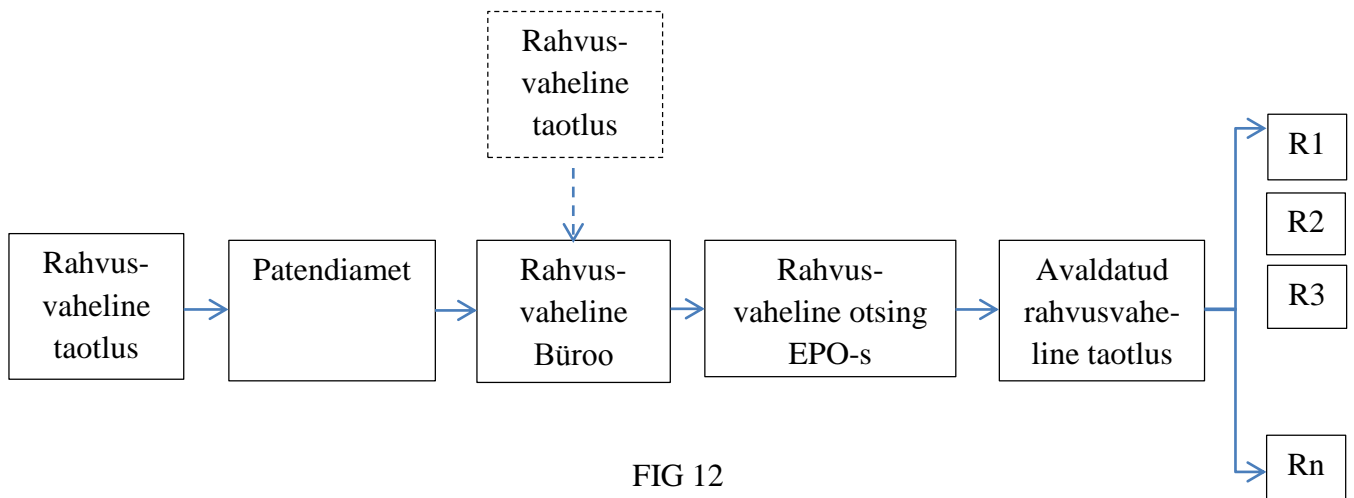 Rahvus-
vaheline
taotlus
Rahvus-
vaheline
taotlus
Patendiamet
Rahvus-
vaheline
Büroo
Rahvus-
vaheline otsing
EPO-s
Avaldatud
rahvusvahe-
line taotlus
R1
R2
R3
Rn
FIG 12